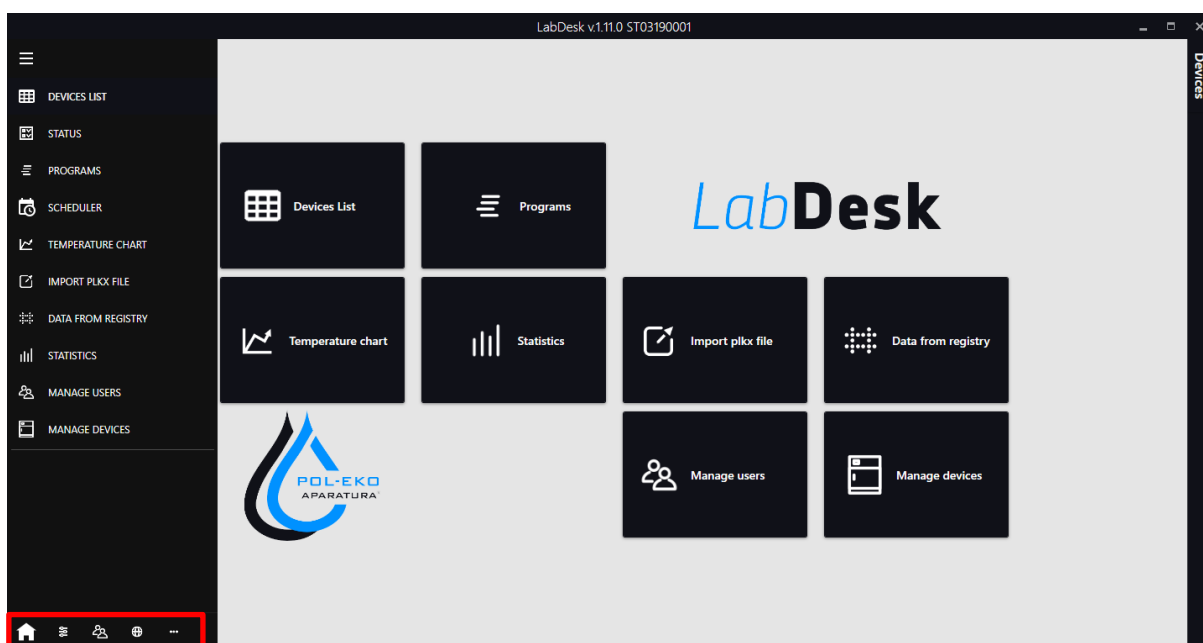 LabDesk v.1.11.0 ST03190001
Devices
DEVICES LIST
STATUS
PROGRAMS
SCHEDULER
TEMPERATURE CHART
IMPORT PLKX FILE
DATA FROM REGISTRY
STATISTICS
MANAGE USERS
MANAGE DEVICES
Devices List
Programs
LabDesk
Temperature chart
Statistics
Import plkx file
Data from registry
POL-EKO
APARATURA
Manage users
Manage devices